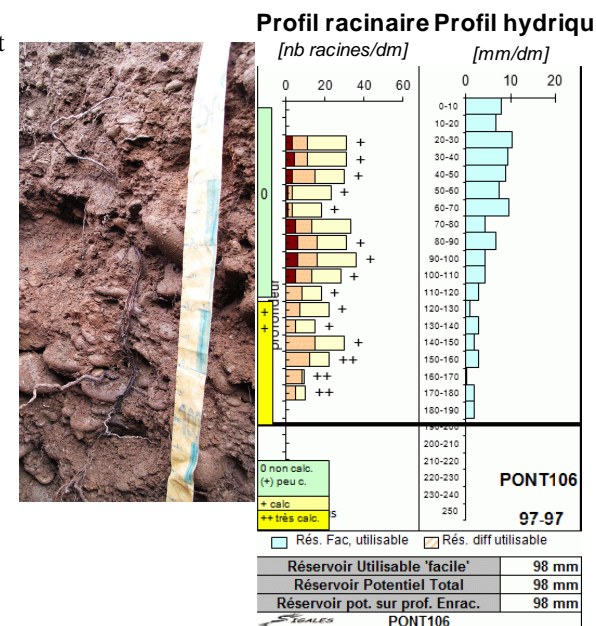 t
Profil racinaire Profil hydriqu
[nb racines/dm] [mm/dm]
0 20 40 60
0 10 20
0-10
10-20
20-30 +
30-40 +
40-50 +
0 50-60 +
60-70 +
70-80
80-90 +
90-100 +
100-110 +
110-120 +
profondeur
+ 120-130 +
+ 130-140 +
140-150 +
150-160 ++
160-170 ++
170-180 ++
180-190
190-200
200-210
210-220
220-230
230-240
250
PONT106
97-97
0 non calc.
(+) peu c.
+ calc
++ très calc.
s
Rés. Fac, utilisable Rés. diff utilisable
Réservoir Utilisable 'facile' 98 mm
Réservoir Potentiel Total 98 mm
Réservoir pot. sur prof. Enrac. 98 mm
SIGALES PONT106